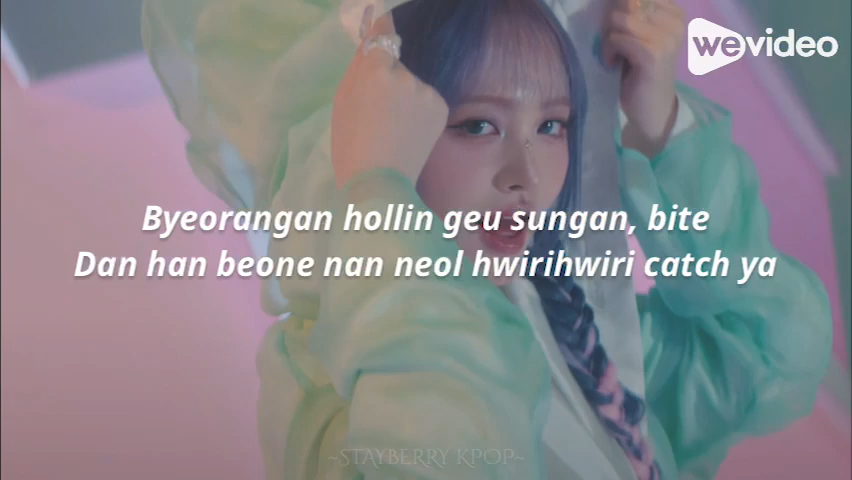 wevideo
Byeorangan hollin geu sungan, bite
Dan han beone nan neol hwirihwiri catch ya
~STAYBERRY KPOP~